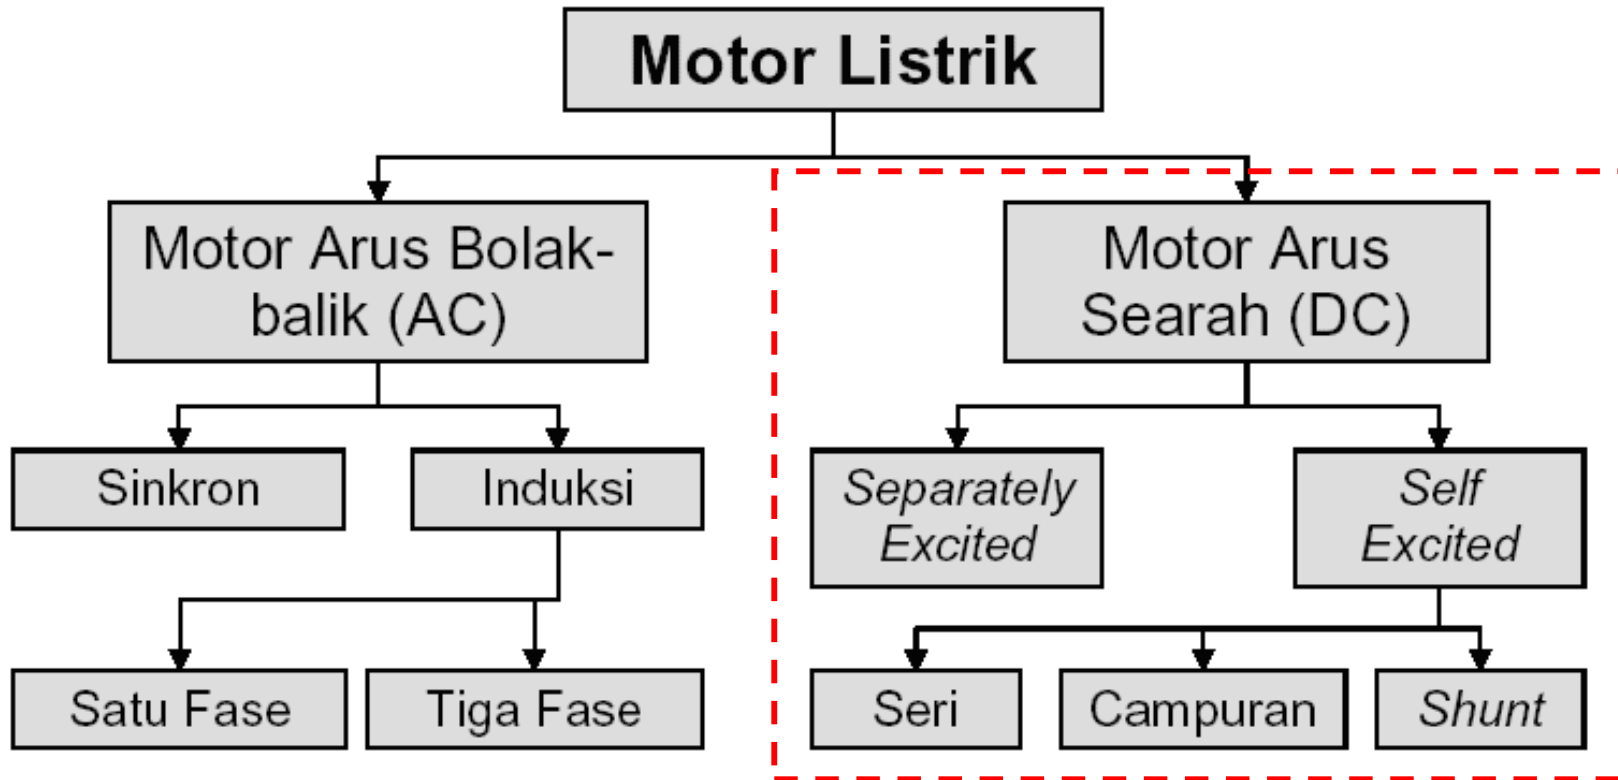 Motor Listrik
Motor Arus Bolak-
balik (AC)
Motor Arus
Searah (DC)
Sinkron
Induksi
Separately
Excited
Self
Excited
Satu Fase
Tiga Fase
Seri
Campuran
Shunt